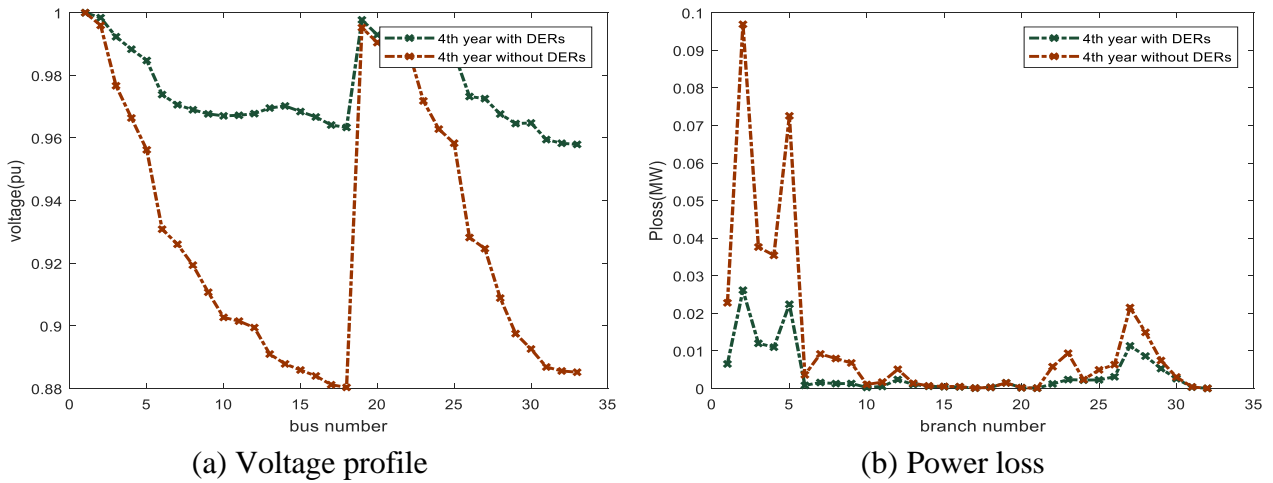 1
0.98
0.96
0.94
0.92
0.9
0.88
voltage(pu)
0 5 10 15 20 25 30 35
bus number
4th year with DERs
4th year without DERs
(a) Voltage profile
0.1
0.09
0.08
0.07
0.06
0.05
0.04
0.03
0.02
0.01
0
Ploss(MW)
0 5 10 15 20 25 30 35
branch number
4th year with DERs
4th year without DERs
(b) Power loss